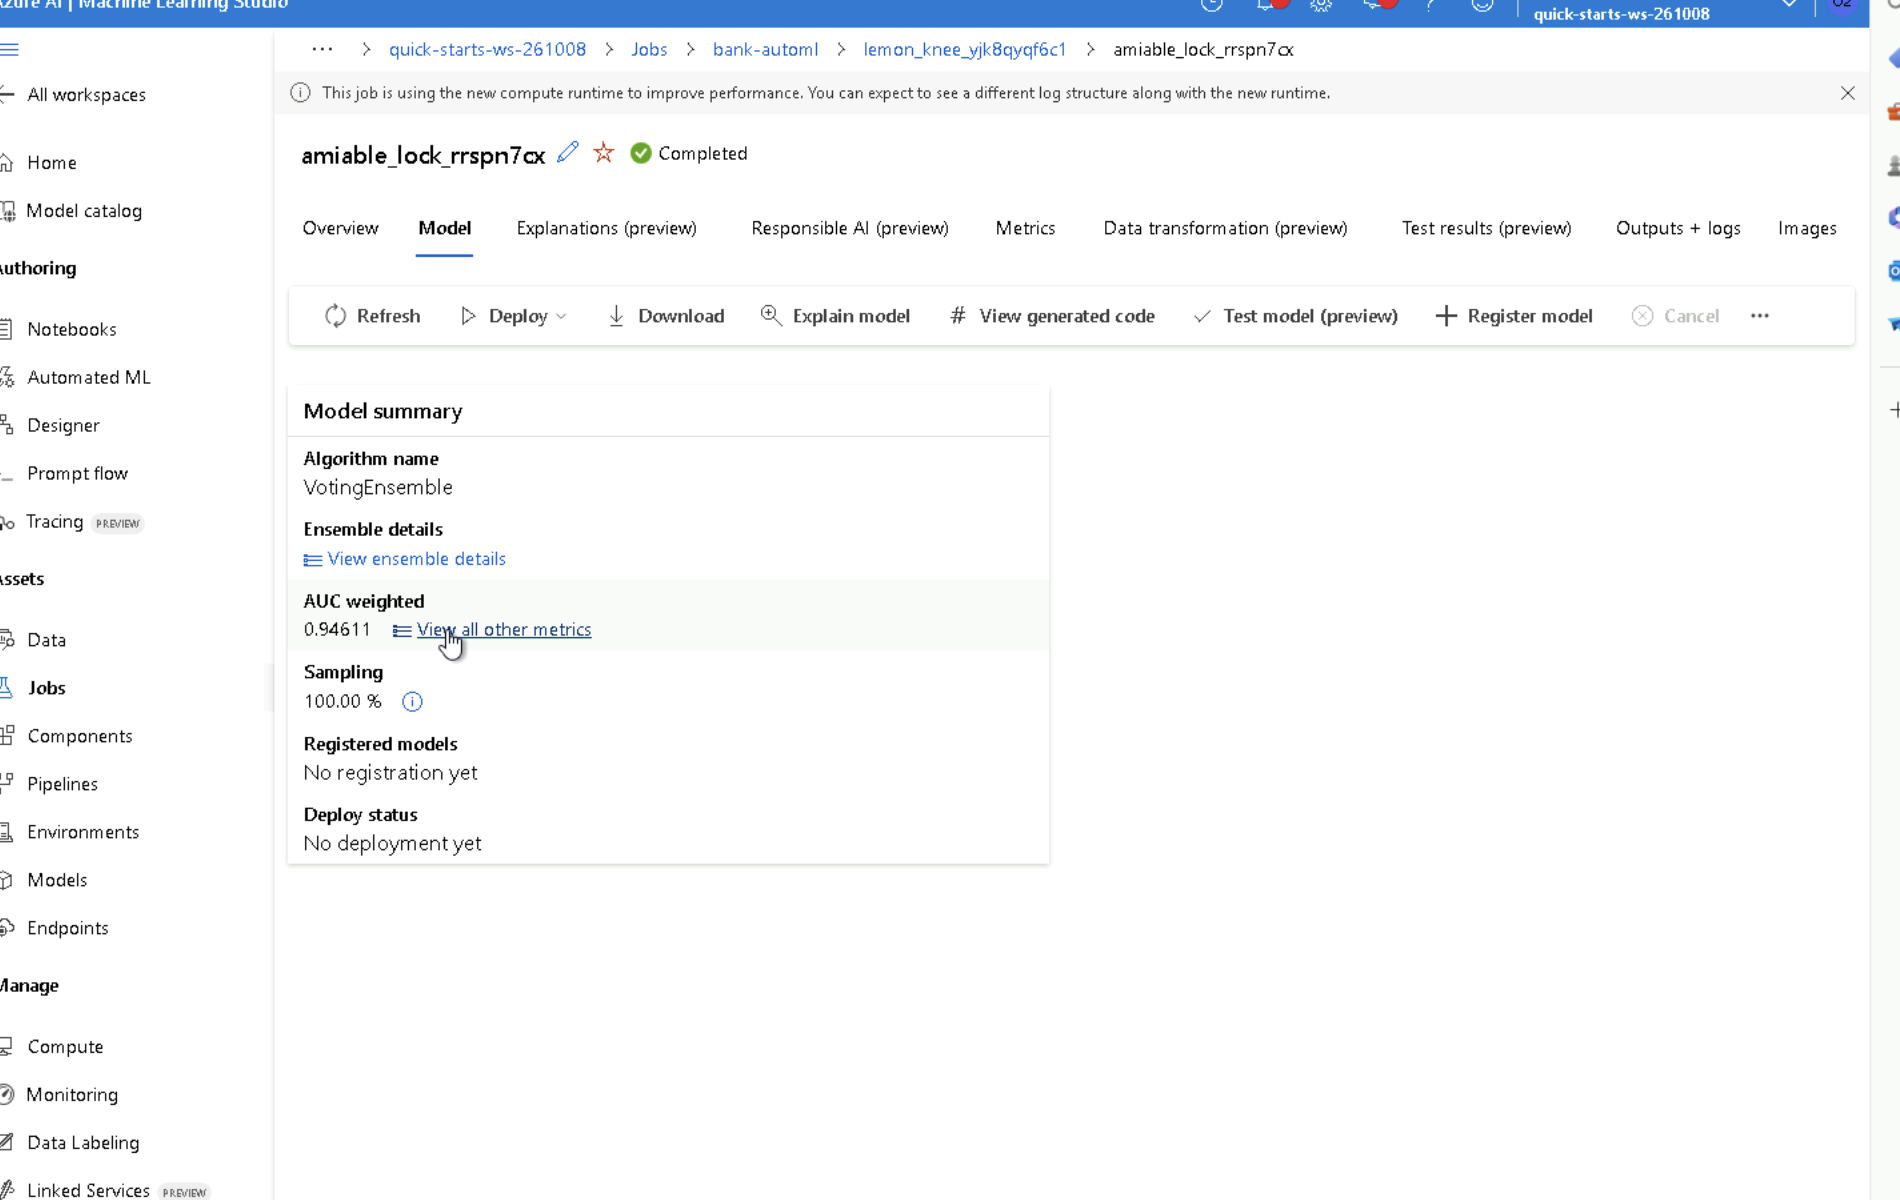 Azure AI | Machine Learning Studio
quick-starts-ws-261008
... > quick-starts-ws-261008 > Jobs > bank-automl > lemon_knee_yjk8qyqf6c1 > amiable_lock_rrspn7cx
This job is using the new compute runtime to improve performance. You can expect to see a different log structure along with the new runtime.
amiable_lock_rrspn7cx Completed
Overview Model Explanations (preview) Responsible AI (preview) Metrics Data transformation (preview) Test results (preview) Outputs + logs Images
Refresh Deploy Download Explain model # View generated code Test model (preview) Register model Cancel ...
Model summary
Algorithm name
VotingEnsemble
Ensemble details
View ensemble details
AUC weighted
0.94611 View all other metrics
Sampling
100.00 %
Registered models
No registration yet
Deploy status
No deployment yet
All workspaces
Home
Model catalog
uthoring
Notebooks
Automated ML
Designer
Prompt flow
Tracing PREVIEW
ssets
Data
Jobs
Components
Pipelines
Environments
Models
Endpoints
Manage
Compute
Monitoring
Data Labeling
Linked Services PREVIEW